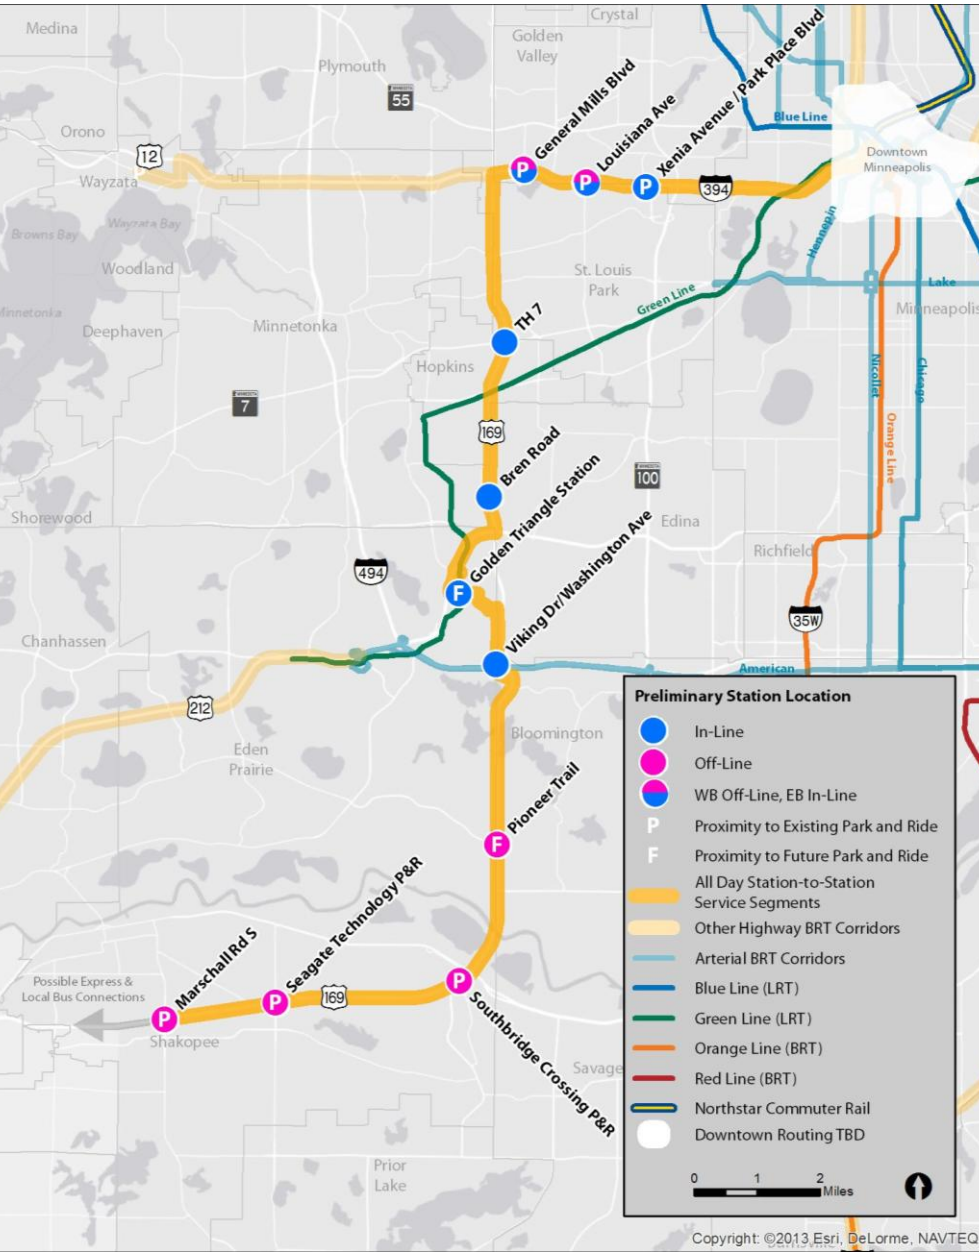 Medina
Crystal
Golden
Valley
Plymouth
MINNESOTA
55
General Mills Blvd
Louisiana Ave
Xenia Avenue / Park Place Blvd
Blue Line
Orono
12
Wayzata
Downtown
Minneapolis
P
P
P
394
Browns Bay
Wayzata Bay
Hennepin
Woodland
St. Louis
Park
Green Line
Lake
Minnetonka
Minneapolis
TH 7
Deephaven
Minnetonka
Hopkins
Nicollet
Chicago
MINNESOTA
7
169
Orange Line
Bren Road
MINNESOTA
100
Golden Triangle Station
Shorewood
Edina
Viking Dr/Washington Ave
Richfield
494
F
35W
Chanhassen
American
212
Bloomington
Eden
Prairie
Pioneer Trail
F
Seagate Technology P&R
Marschall Rd S
Possible Express &
Local Bus Connections
P
P
169
P
Southbridge Crossing P&R
Shakopee
Savage
Prior
Lake
Preliminary Station Location
In-Line
Off-Line
WB Off-Line, EB In-Line
P Proximity to Existing Park and Ride
F Proximity to Future Park and Ride
All Day Station-to-Station
Service Segments
Other Highway BRT Corridors
Arterial BRT Corridors
Blue Line (LRT)
Green Line (LRT)
Orange Line (BRT)
Red Line (BRT)
Northstar Commuter Rail
Downtown Routing TBD
0 1 2
Miles
Copyright: ©2013 Esri, DeLorme, NAVTEQ